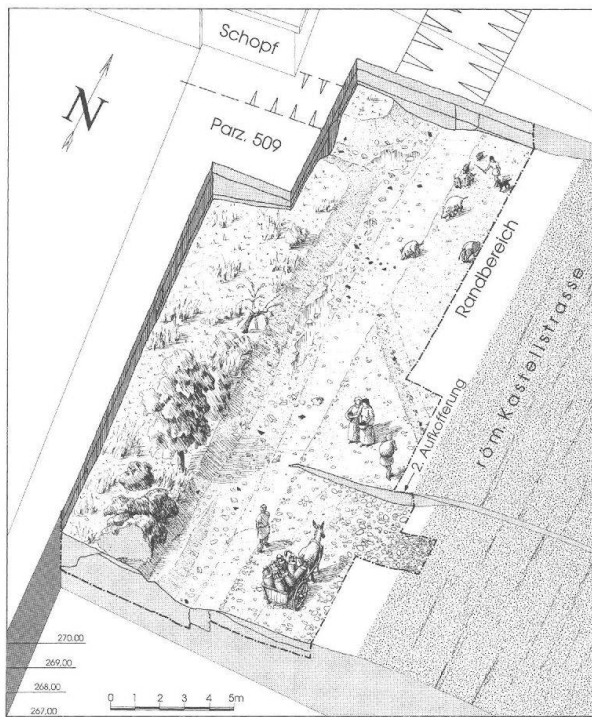 Schopf
N
Parz. 509
Randbereich
röm. Kastellstrasse
2. Aufkofferung
270.00
269.00
268.00
267.00
0 1 2 3 4 5m